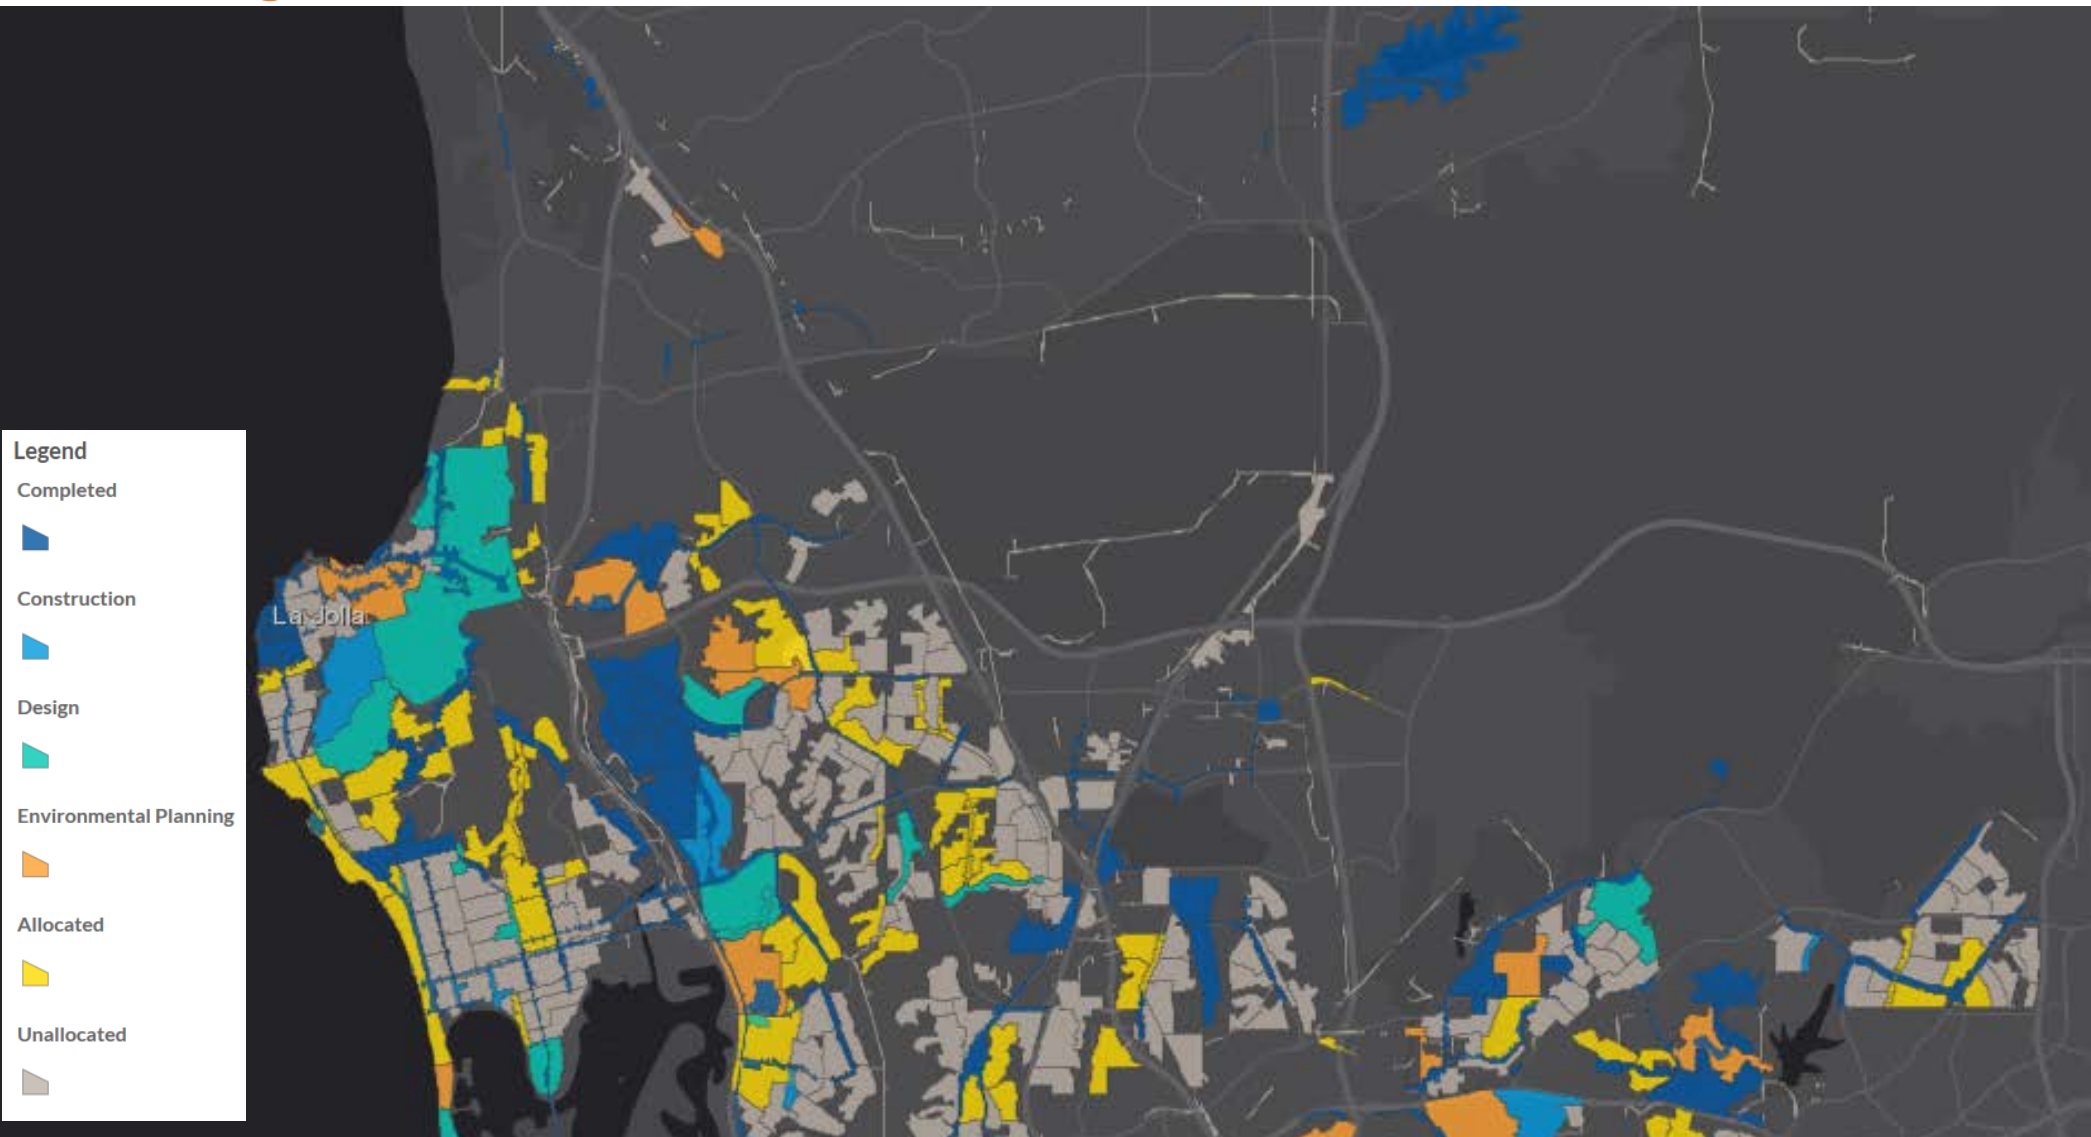 Legend
Completed
Construction
Design
Environmental Planning
Allocated
Unallocated
La Jolla